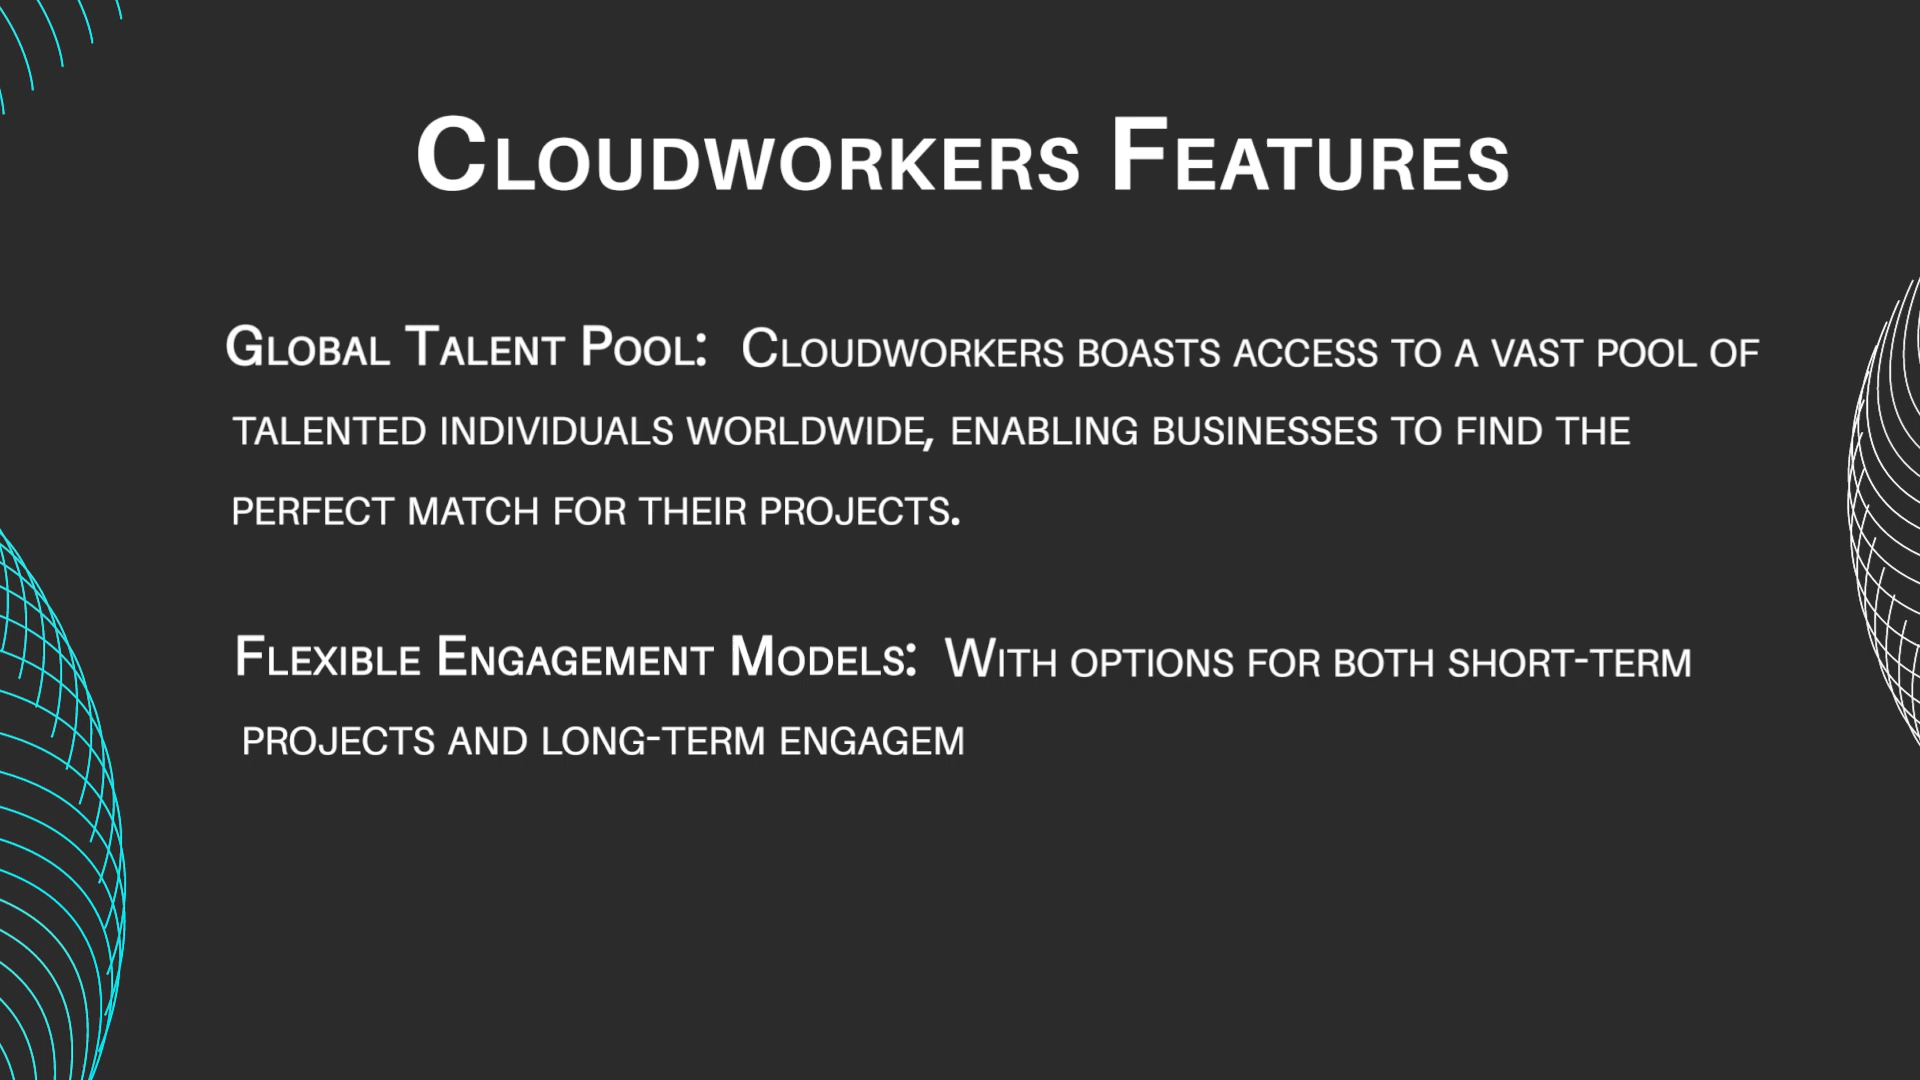 Cloudworkers Features
Global Talent Pool: Cloudworkers boasts access to a vast pool of
talented individuals worldwide, enabling businesses to find the
perfect match for their projects.
Flexible Engagement Models: With options for both short-term
projects and long-term engagem